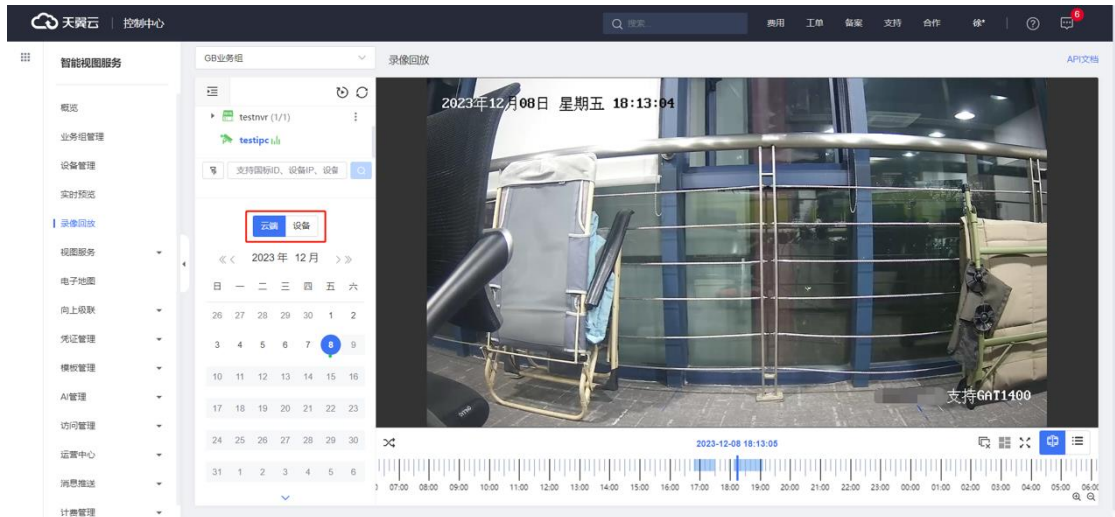 天翼云 | 控制中心
搜索
费用 工单 备案 支持 合作 徐* 6
智能视图服务
概览
业务组管理
设备管理
实时预览
录像回放
视图服务
电子地图
向上级联
凭证管理
模板管理
AI管理
访问管理
运营中心
消息推送
计费管理
GB业务组
testnvr (1/1)
testipc
支持国标ID、设备IP、设备
云端 设备
2023 年 12 月
日 一 二 三 四 五 六
26 27 28 29 30 1 2
3 4 5 6 7 8 9
10 11 12 13 14 15 16
17 18 19 20 21 22 23
24 25 26 27 28 29 30
31 1 2 3 4 5 6
录像回放 API文档
2023年12月08日 星期五 18:13:04
支持GAT1400
2023-12-08 18:13:05
07:00 08:00 09:00 10:00 11:00 12:00 13:00 14:00 15:00 16:00 17:00 18:00 19:00 20:00 21:00 22:00 23:00 00:00 01:00 02:00 03:00 04:00 05:00 06:00